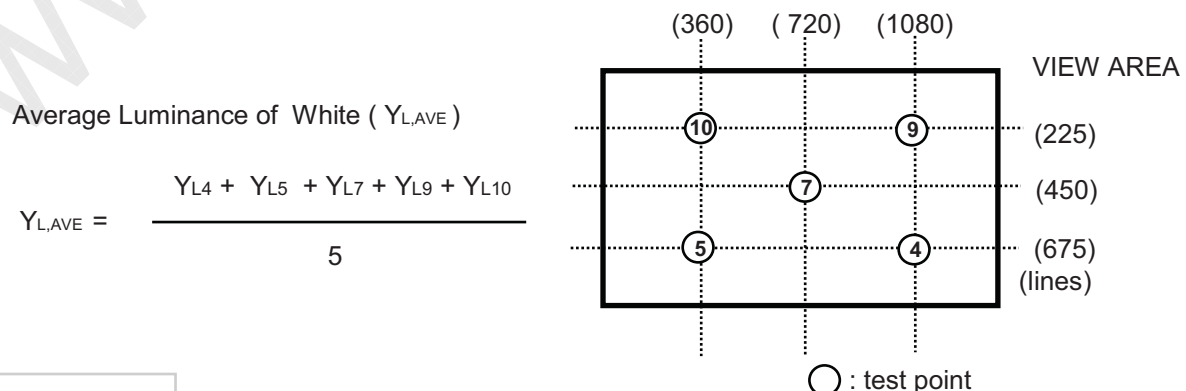 (360) ( 720) (1080)
VIEW AREA
Average Luminance of White ( YL,AVE )
10 9 (225)
YL4 + YL5 + YL7 + YL9 + YL10
7 (450)
YL,AVE =
5
5 4 (675)
(lines)
: test point